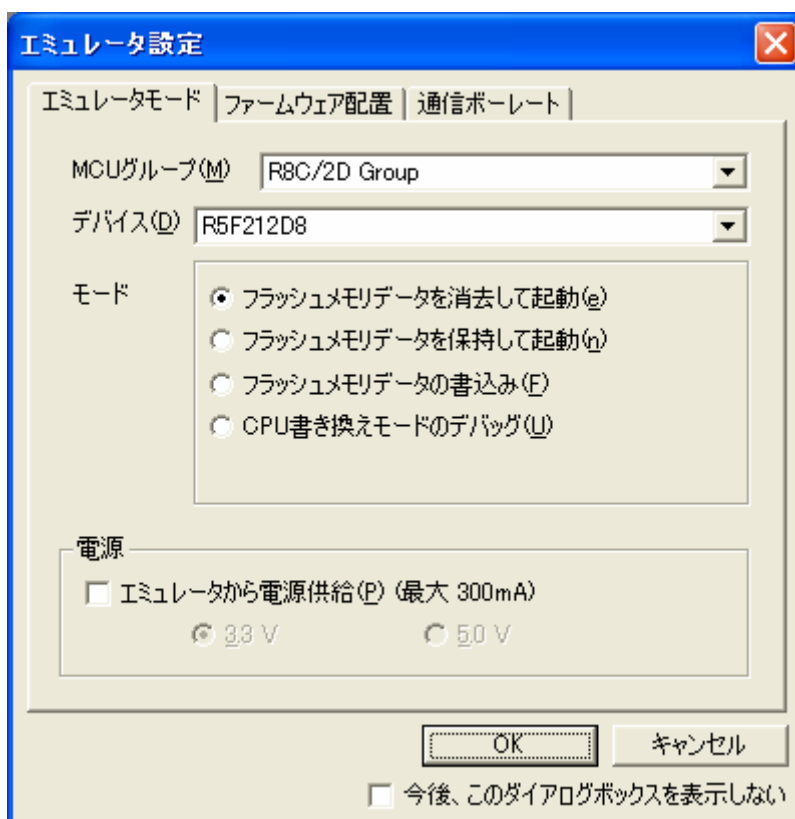 エミュレータ設定
エミュレータモード ファームウェア配置 通信ボーレート
MCUグループ(M) R8C/2D Group
デバイス(D) R5F212D8
モード
フラッシュメモリデータを消去して起動(e)
フラッシュメモリデータを保持して起動(n)
フラッシュメモリデータの書込み(F)
CPU書き換えモードのデバッグ(U)
電源
エミュレータから電源供給(P) (最大 300mA)
3.3 V 5.0 V
OK キャンセル
今後、このダイアログボックスを表示しない